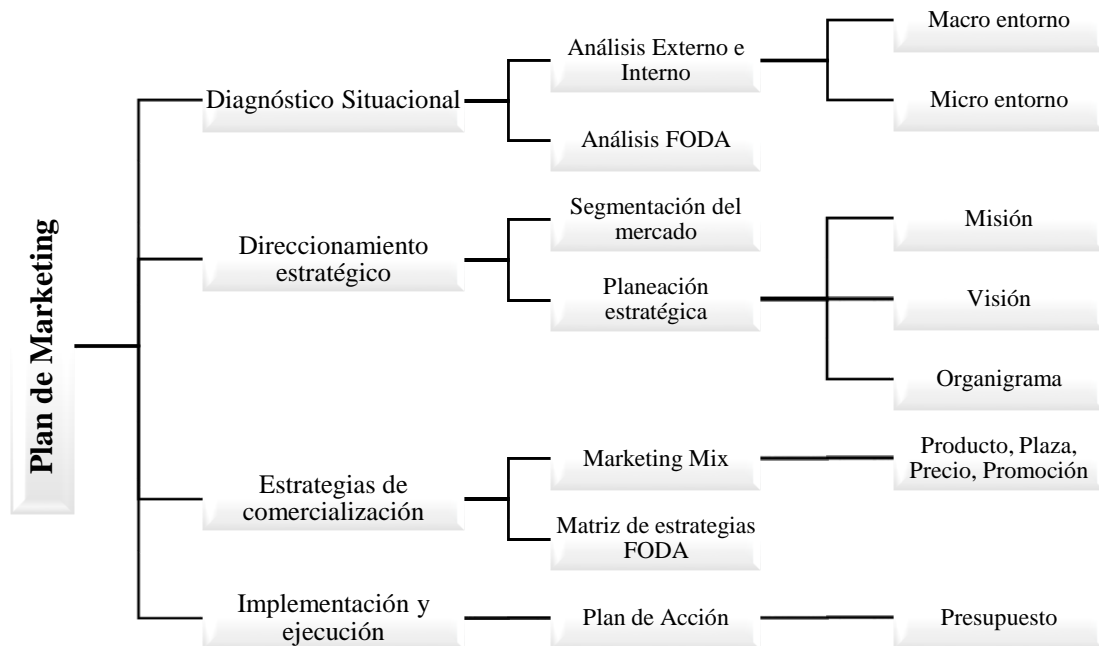 Plan de Marketing
Diagnóstico Situacional
Análisis Externo e
Interno
Macro entorno
Micro entorno
Análisis FODA
Direccionamiento
estratégico
Segmentación del
mercado
Planeación
estratégica
Misión
Visión
Organigrama
Estrategias de
comercialización
Marketing Mix
Producto, Plaza,
Precio, Promoción
Matriz de estrategias
FODA
Implementación y
ejecución
Plan de Acción
Presupuesto